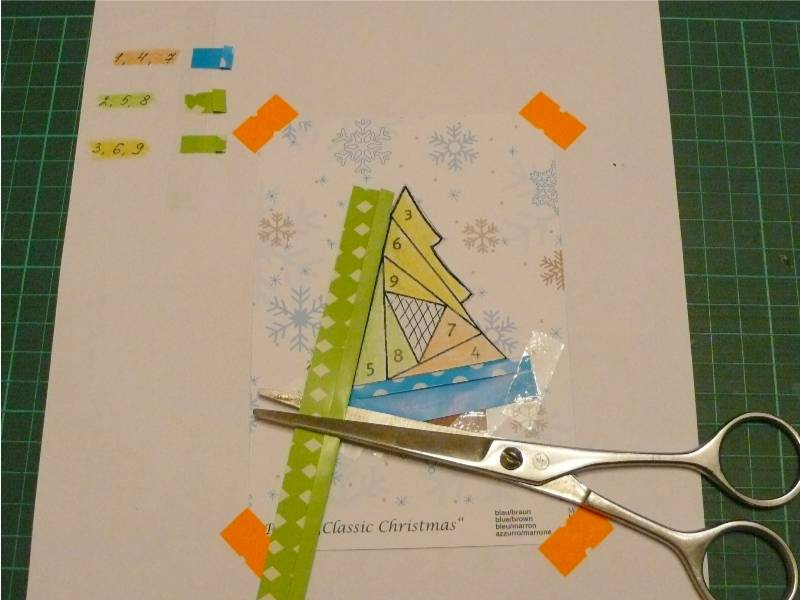 1, 4, 7
2, 5, 8
3, 6, 9
3
6
9
7
4
5
8
„Classic Christmas“
blau/braun
blue/brown
bleu/marron
azzurro/marrone